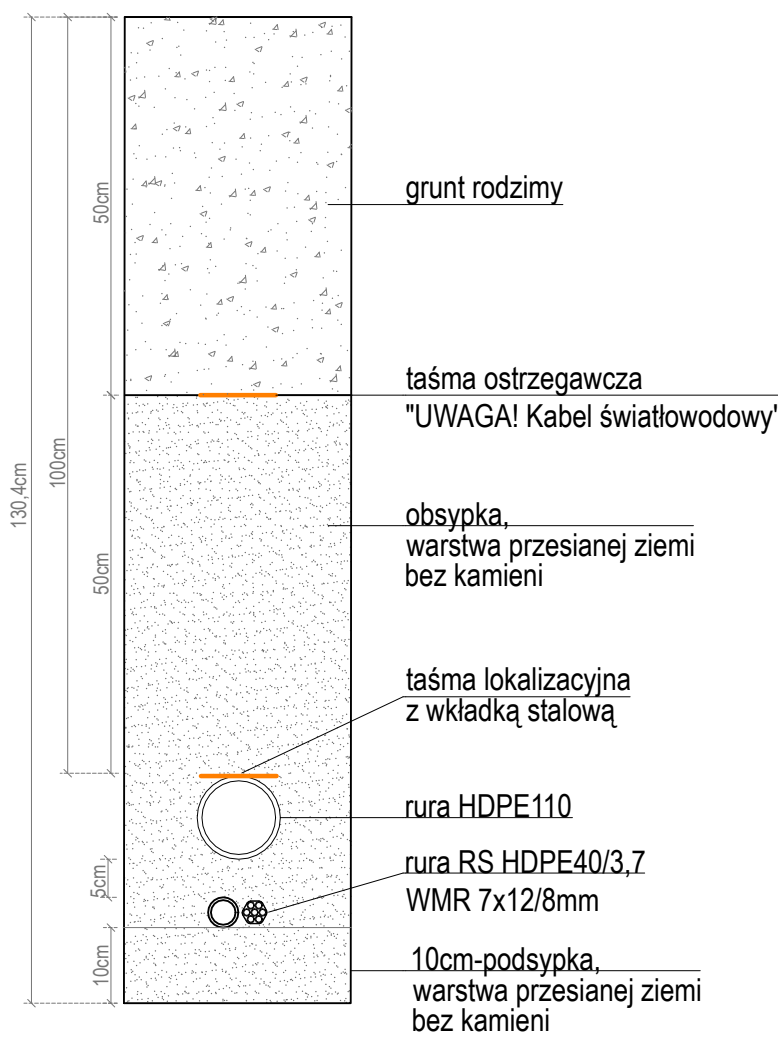 130,4cm
100cm
50cm
50cm
5cm
10cm
grunt rodzimy
taśma ostrzegawcza
"UWAGA! Kabel światłowodowy"
obsypka,
warstwa przesianej ziemi
bez kamieni
taśma lokalizacyjna
z wkładką stalową
rura HDPE110
rura RS HDPE40/3,7
WMR 7x12/8mm
10cm-podsypka,
warstwa przesianej ziemi
bez kamieni